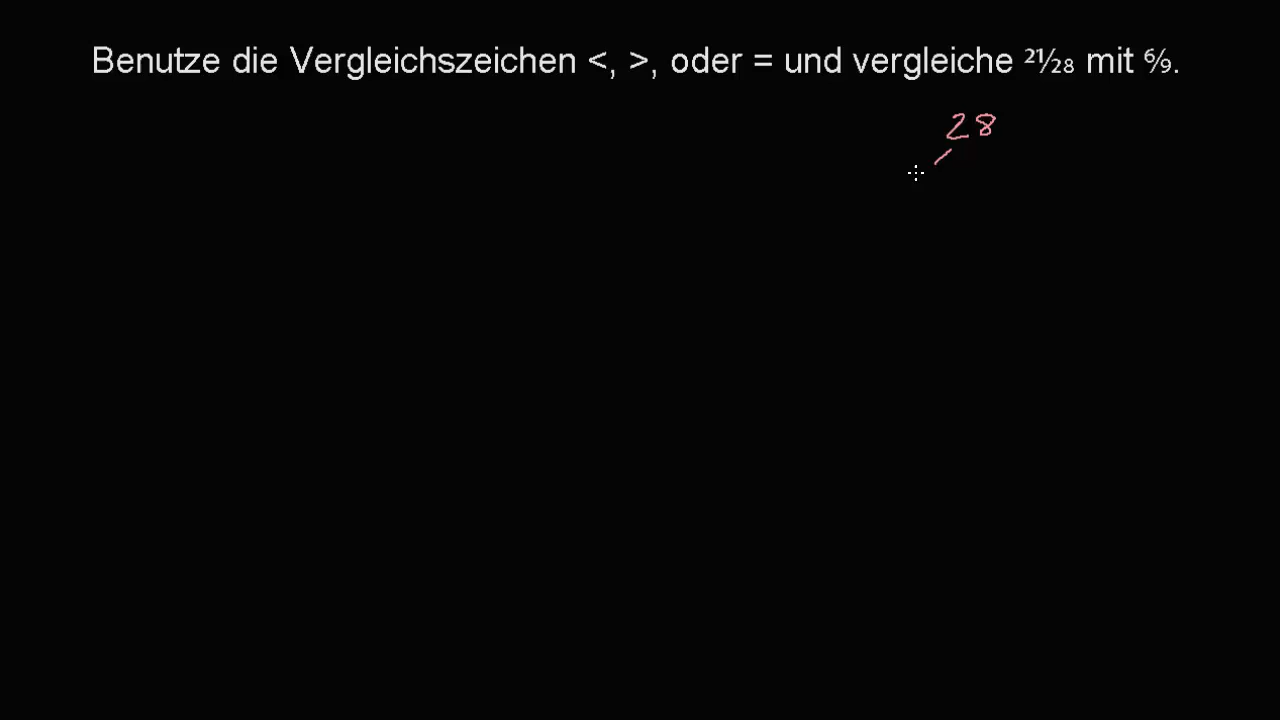 Benutze die Vergleichszeichen <, >, oder = und vergleiche ²¹⁄₂₈ mit ⁶⁄₉.
28